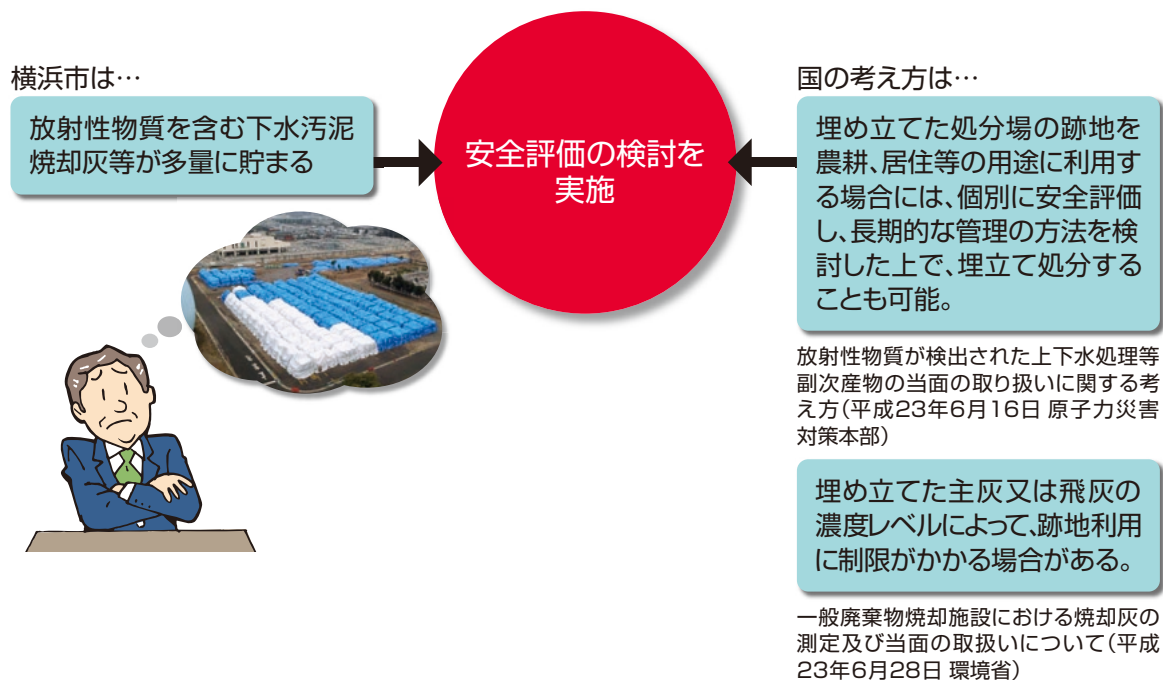 横浜市は…
放射性物質を含む下水汚泥
焼却灰等が多量に貯まる
安全評価の検討を
実施
国の考え方は…
埋め立てた処分場の跡地を
農耕、居住等の用途に利用す
る場合には、個別に安全評価
し、長期的な管理の方法を検
討した上で、埋立て処分する
ことも可能。
放射性物質が検出された上下水処理等
副次産物の当面の取り扱いに関する考
え方(平成23年6月16日 原子力災害
対策本部)
埋め立てた主灰又は飛灰の
濃度レベルによって、跡地利用
に制限がかかる場合がある。
一般廃棄物焼却施設における焼却灰の
測定及び当面の取扱いについて(平成
23年6月28日 環境省)